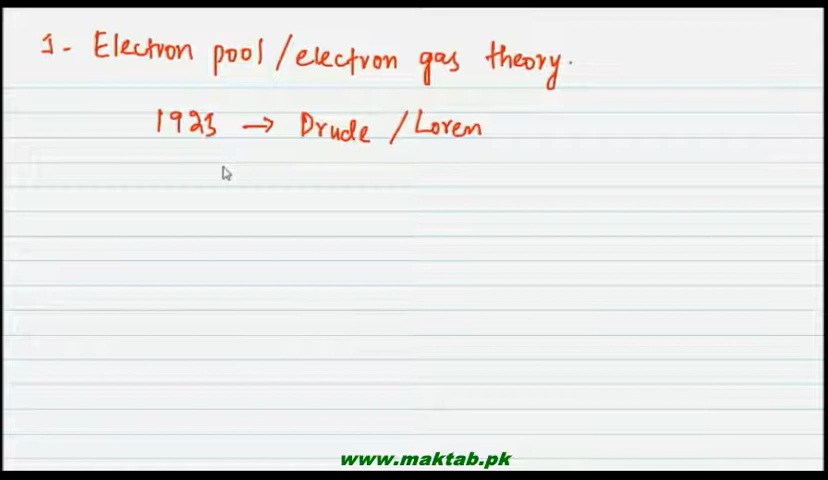 1- Electron pool/electron gas theory.
1923 → Drude /Loren
www.maktab.pk